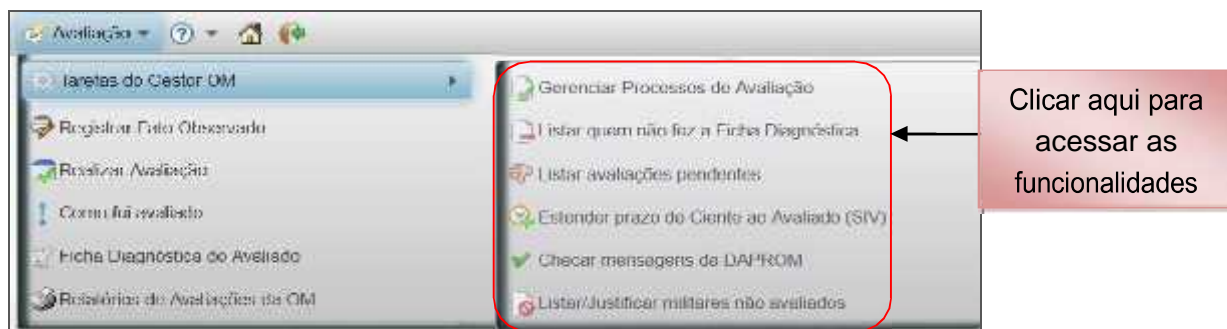 Avaliação
Tarefas do Gestor OM
Registrar Fato Observado
Realizar Avaliação
Como fui avaliado
Ficha Diagnóstica do Avaliado
Relatórios de Avaliações da OM
Gerenciar Processos de Avaliação
Listar quem não fez a Ficha Diagnóstica
Listar avaliações pendentes
Estender prazo do Ciente ao Avaliado (SIV)
Checar mensagens da DAPROM
Listar/Justificar militares não avaliados
Clicar aqui para
acessar as
funcionalidades